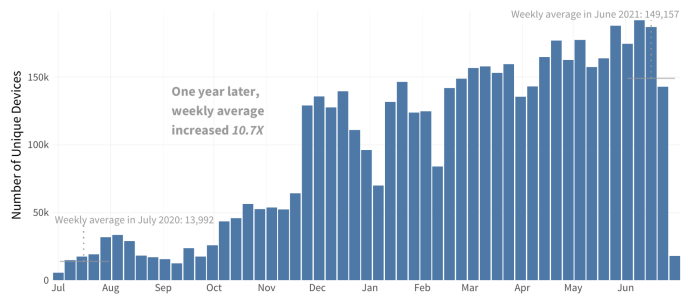 Weekly average in June 2021: 149,157
Number of Unique Devices
150k
100k
50k
0
One year later,
weekly average
increased 10.7X
Weekly average in July 2020: 13,992
Jul Aug Sep Oct Nov Dec Jan Feb Mar Apr May Jun